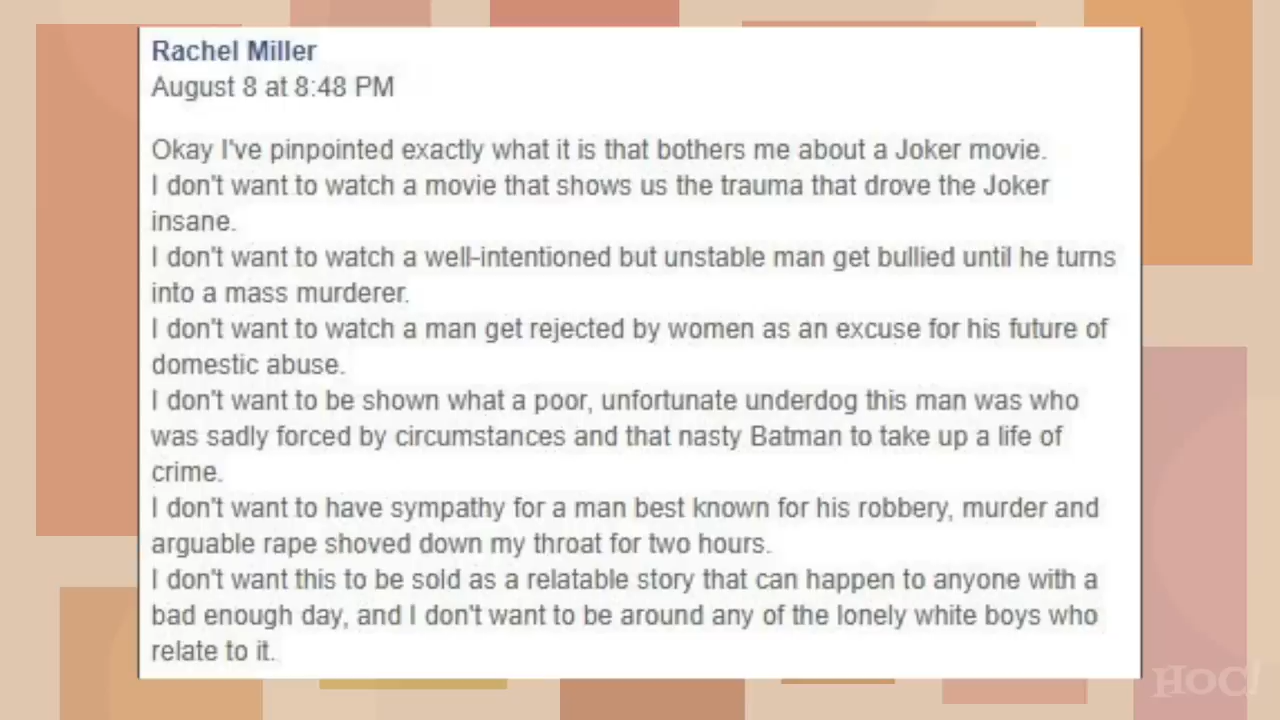 Rachel Miller
August 8 at 8:48 PM
Okay I've pinpointed exactly what it is that bothers me about a Joker movie.
I don't want to watch a movie that shows us the trauma that drove the Joker
insane.
I don't want to watch a well-intentioned but unstable man get bullied until he turns
into a mass murderer.
I don't want to watch a man get rejected by women as an excuse for his future of
domestic abuse.
I don't want to be shown what a poor, unfortunate underdog this man was who
was sadly forced by circumstances and that nasty Batman to take up a life of
crime.
I don't want to have sympathy for a man best known for his robbery, murder and
arguable rape shoved down my throat for two hours.
I don't want this to be sold as a relatable story that can happen to anyone with a
bad enough day, and I don't want to be around any of the lonely white boys who
relate to it.
HOC!